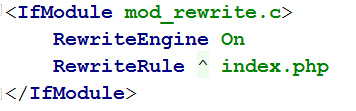 <IfModule mod_rewrite.c>
    RewriteEngine On
    RewriteRule ^ index.php
</IfModule>